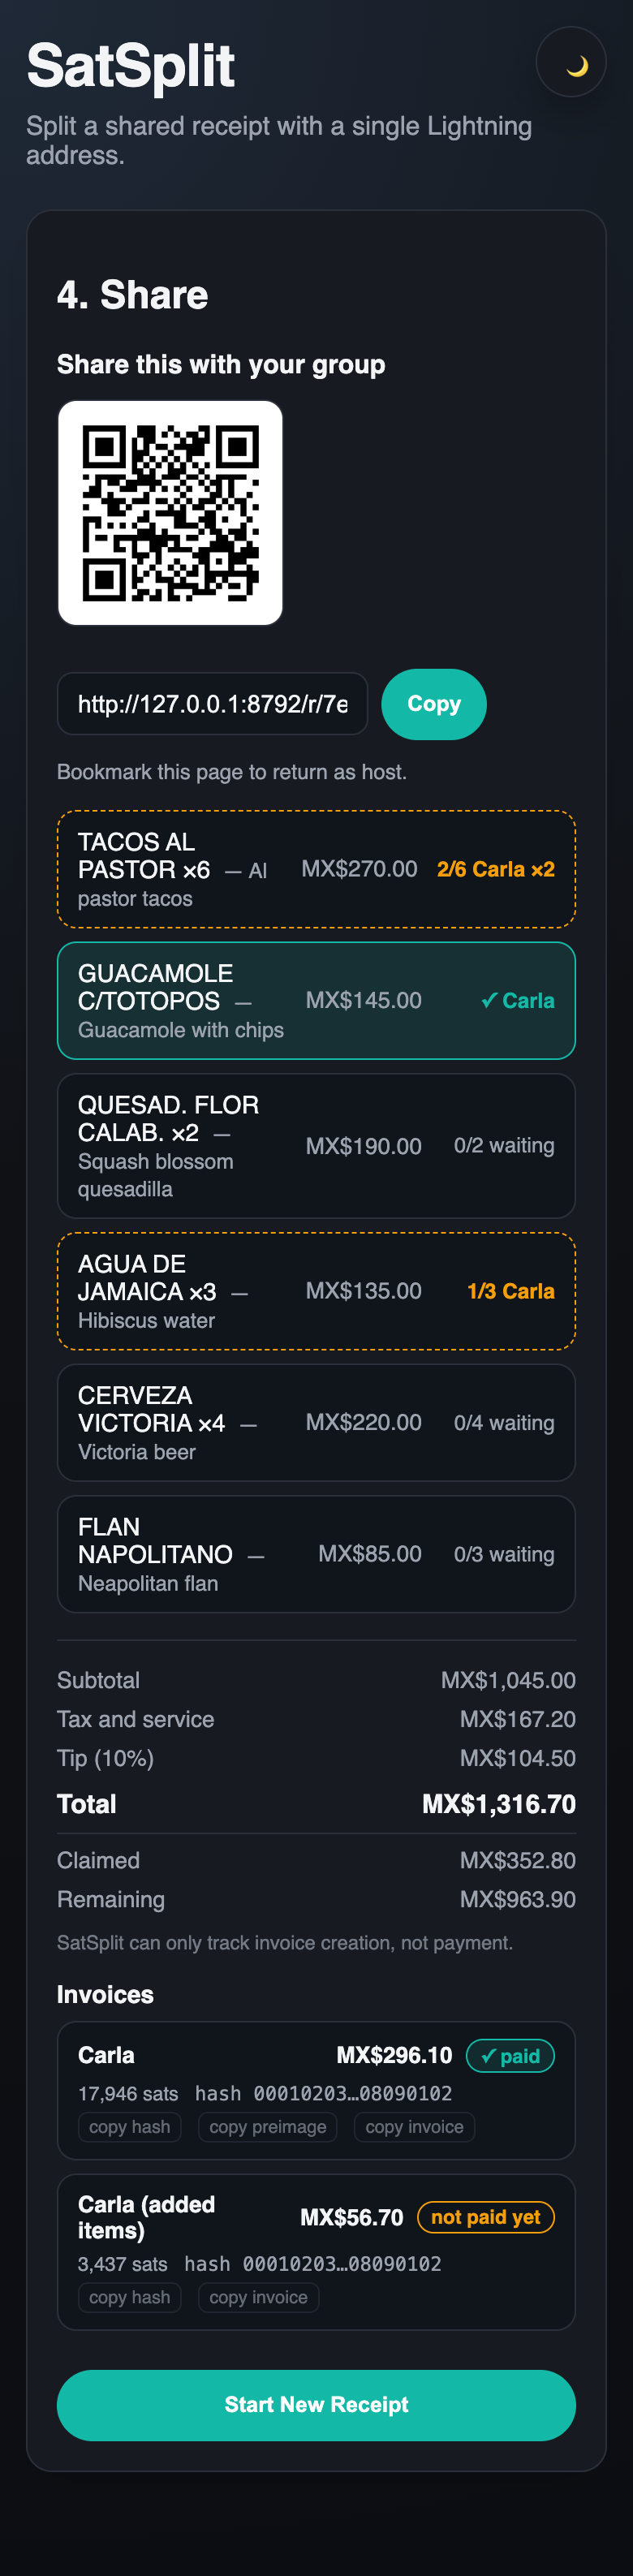 SatSplit
Split a shared receipt with a single Lightning
address.
4. Share
Share this with your group
http://127.0.0.1:8792/r/7e
Copy
Bookmark this page to return as host.
TACOS AL
PASTOR ×6 — Al
pastor tacos
MX$270.00
2/6 Carla ×2
GUACAMOLE
C/TOTOPOS —
Guacamole with chips
MX$145.00
✓ Carla
QUESAD. FLOR
CALAB. ×2 —
Squash blossom
quesadilla
MX$190.00
0/2 waiting
AGUA DE
JAMAICA ×3 —
Hibiscus water
MX$135.00
1/3 Carla
CERVEZA
VICTORIA ×4 —
Victoria beer
MX$220.00
0/4 waiting
FLAN
NAPOLITANO —
Neapolitan flan
MX$85.00
0/3 waiting
Subtotal MX$1,045.00
Tax and service MX$167.20
Tip (10%) MX$104.50
Total MX$1,316.70
Claimed MX$352.80
Remaining MX$963.90
SatSplit can only track invoice creation, not payment.
Invoices
Carla MX$296.10 ✓ paid
17,946 sats hash 00010203…08090102
copy hash copy preimage copy invoice
Carla (added
items)
MX$56.70 not paid yet
3,437 sats hash 00010203…08090102
copy hash copy invoice
Start New Receipt